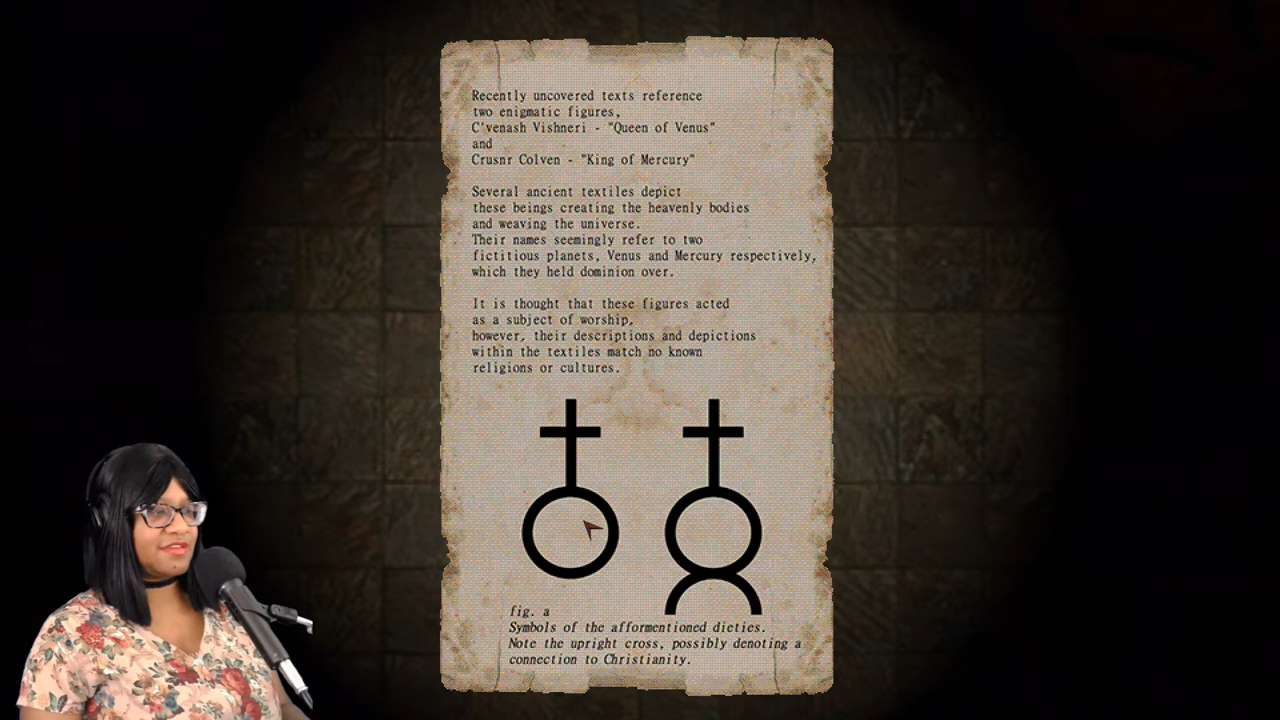 Recently uncovered texts reference
two enigmatic figures,
C'venash Vishneri - "Queen of Venus"
and
Crusnr Colven - "King of Mercury"
Several ancient textiles depict
these beings creating the heavenly bodies
and weaving the universe.
Their names seemingly refer to two
fictitious planets, Venus and Mercury respectively,
which they held dominion over.
It is thought that these figures acted
as a subject of worship,
however, their descriptions and depictions
within the textiles match no known
religions or cultures.
fig. a
Symbols of the afformentioned dieties.
Note the upright cross, possibly denoting a
connection to Christianity.